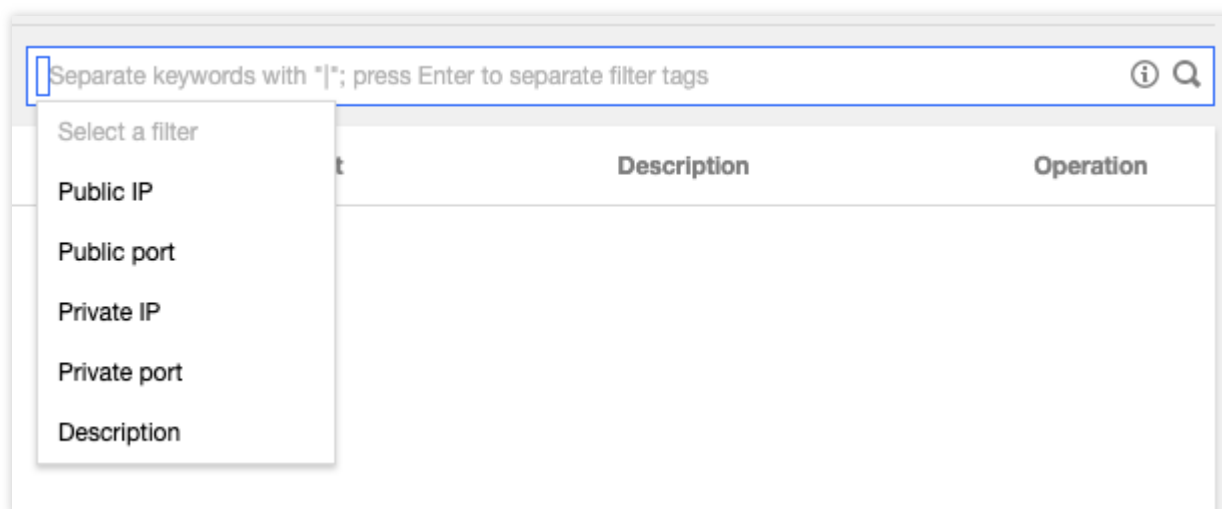 Separate keywords with "|"; press Enter to separate filter tags
Select a filter
t Description Operation
Public IP
Public port
Private IP
Private port
Description